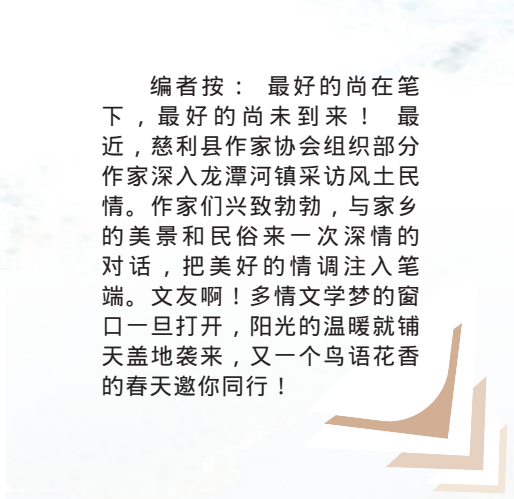 编者按： 最好的尚在笔
下，最好的尚未到来！ 最
近，慈利县作家协会组织部分
作家深入龙潭河镇采访风土民
情。作家们兴致勃勃，与家乡
的美景和民俗来一次深情的
对话，把美好的情调注入笔
端。文友啊！多情文学梦的窗
口一旦打开，阳光的温暖就铺
天盖地袭来，又一个鸟语花香
的春天邀你同行！